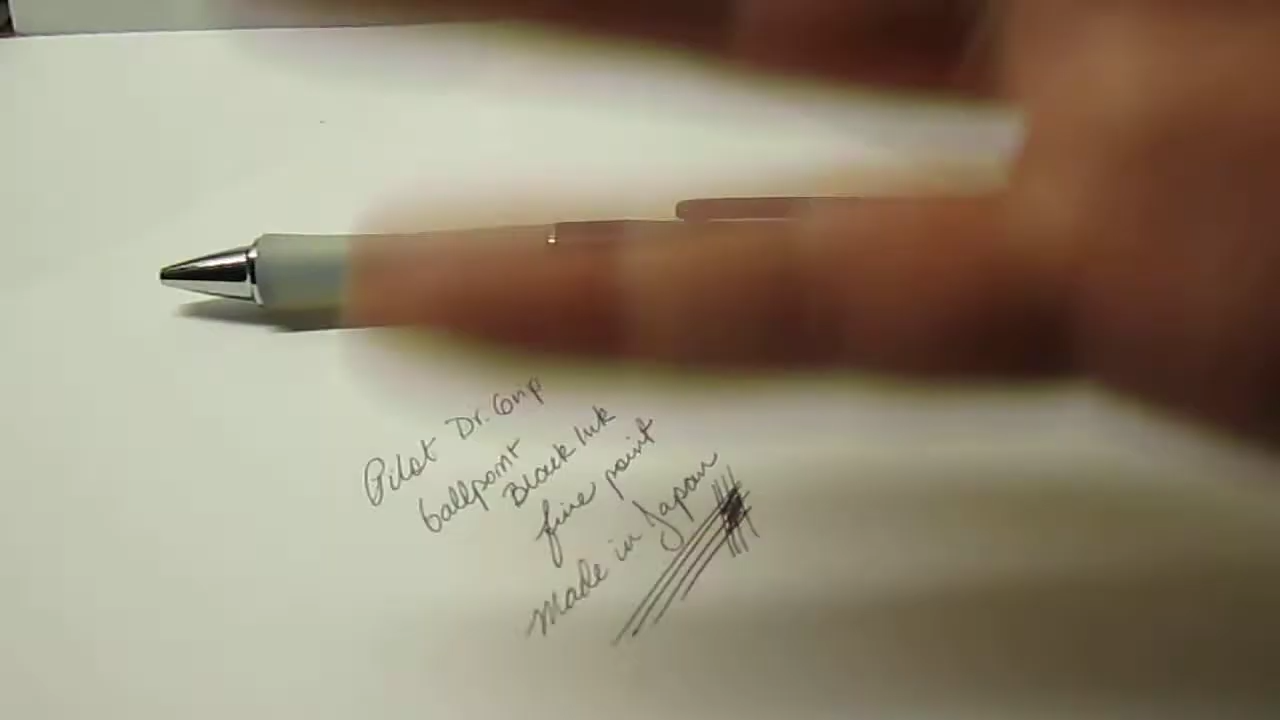 Pilot Dr. Grip
ballpoint
Black Ink
fine point
Made in Japan